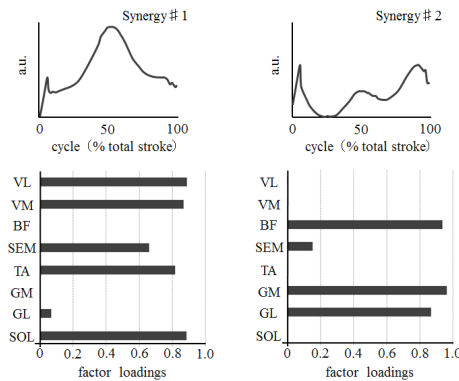 Synergy♯1
a.u.
0 50 100
cycle (% total stroke)
VL
VM
BF
SEM
TA
GM
GL
SOL
0 0.2 0.4 0.6 0.8 1.0
factor loadings
Synergy♯2
a.u.
0 50 100
cycle (% total stroke)
VL
VM
BF
SEM
TA
GM
GL
SOL
0 0.2 0.4 0.6 0.8 1.0
factor loadings